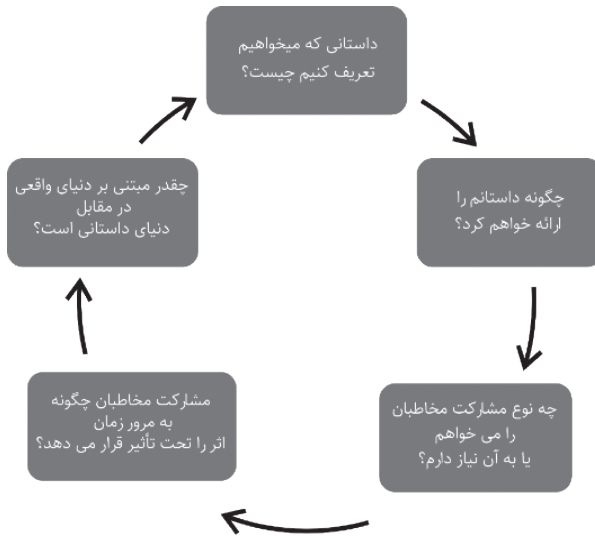 داستانی که میخواهیم
تعریف کنیم چیست؟
چگونه داستانم را
ارائه خواهم کرد؟
چه نوع مشارکت مخاطبان
را می خواهم
یا به آن نیاز دارم؟
مشارکت مخاطبان چگونه
به مرور زمان
اثر را تحت تأثیر قرار می دهد؟
چقدر مبتنی بر دنیای واقعی
در مقابل
دنیای داستانی است؟